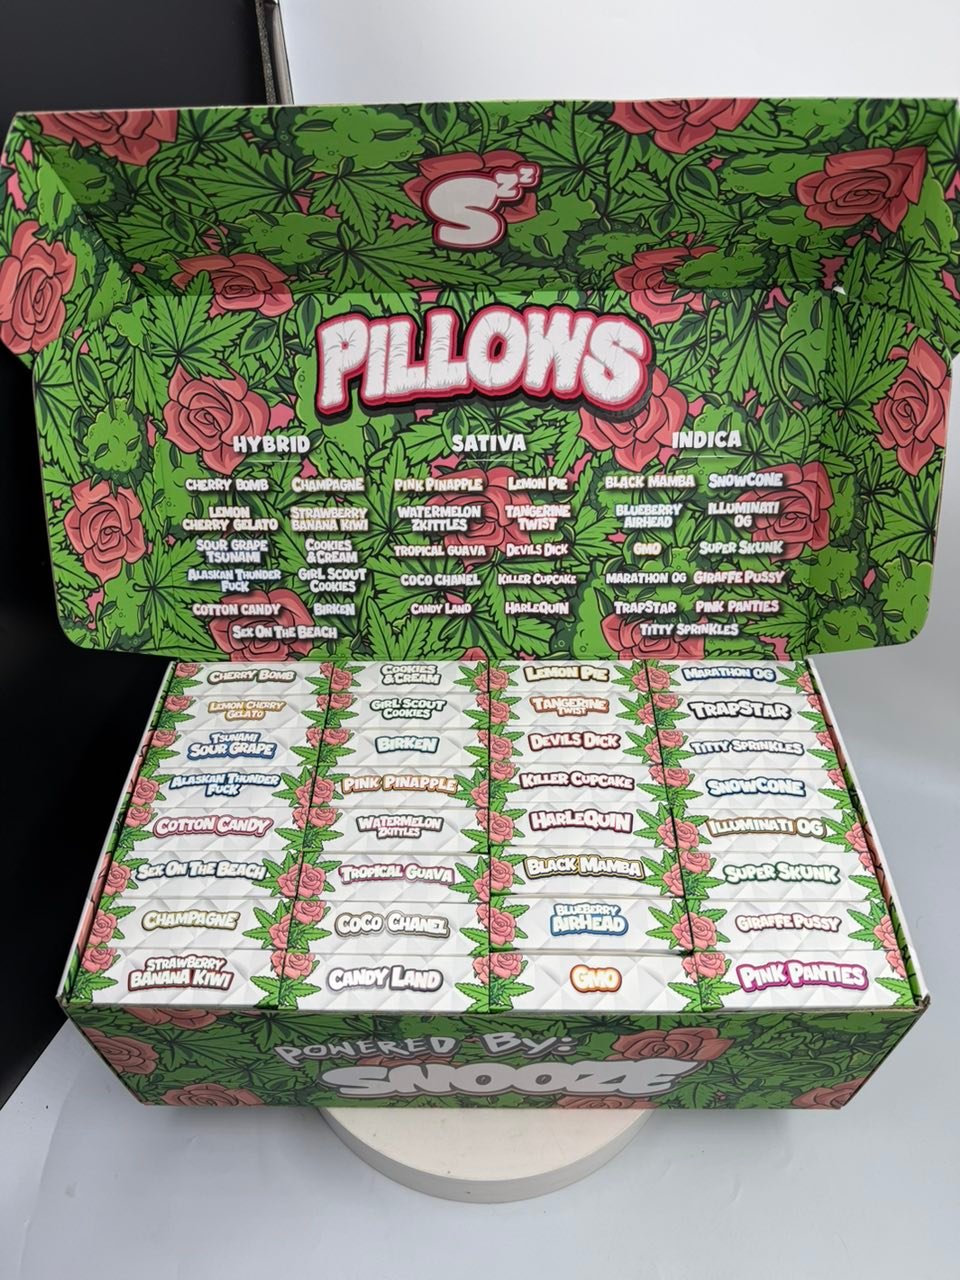 Szzz
PILLOWS
HYBRID
CHERRY BOMB CHAMPAGNE
LEMON CHERRY GELATO STRAWBERRY BANANA KIWI
SOUR GRAPE TSUNAMI COOKIES & CREAM
ALASKAN THUNDER FUCK GIRL SCOUT COOKIES
COTTON CANDY BIRKEN
SEX ON THE BEACH
SATIVA
PINK PINAPPLE LEMON PIE
WATERMELON ZKITTLES TANGERINE TWIST
TROPICAL GUAVA DEVILS DICK
COCO CHANEL KILLER CUPCAKE
CANDY LAND HARLEQUIN
INDICA
BLACK MAMBA SNOWCONE
BLUEBERRY AIRHEAD ILLUMINATI OG
GMO SUPER SKUNK
MARATHON OG GIRAFFE PUSSY
TRAPSTAR PINK PANTIES
TITTY SPRINKLES
CHERRY BOMB
LEMON CHERRY
GELATO
TSUNAMI
SOUR GRAPE
ALASKAN THUNDER
FUCK
COTTON CANDY
SEX ON THE BEACH
CHAMPAGNE
STRAWBERRY
BANANA KIWI
COOKIES
& CREAM
GIRL SCOUT
COOKIES
BIRKEN
PINK PINAPPLE
WATERMELON
ZKITTLES
TROPICAL GUAVA
COCO CHANEL
CANDY LAND
LEMON PIE
TANGERINE
TWIST
DEVILS DICK
KILLER CUPCAKE
HARLEQUIN
BLACK MAMBA
BLUEBERRY
AIRHEAD
GMO
MARATHON OG
TRAPSTAR
TITTY SPRINKLES
SNOWCONE
ILLUMINATI OG
SUPER SKUNK
GIRAFFE PUSSY
PINK PANTIES
POWERED BY:
SNOOZE